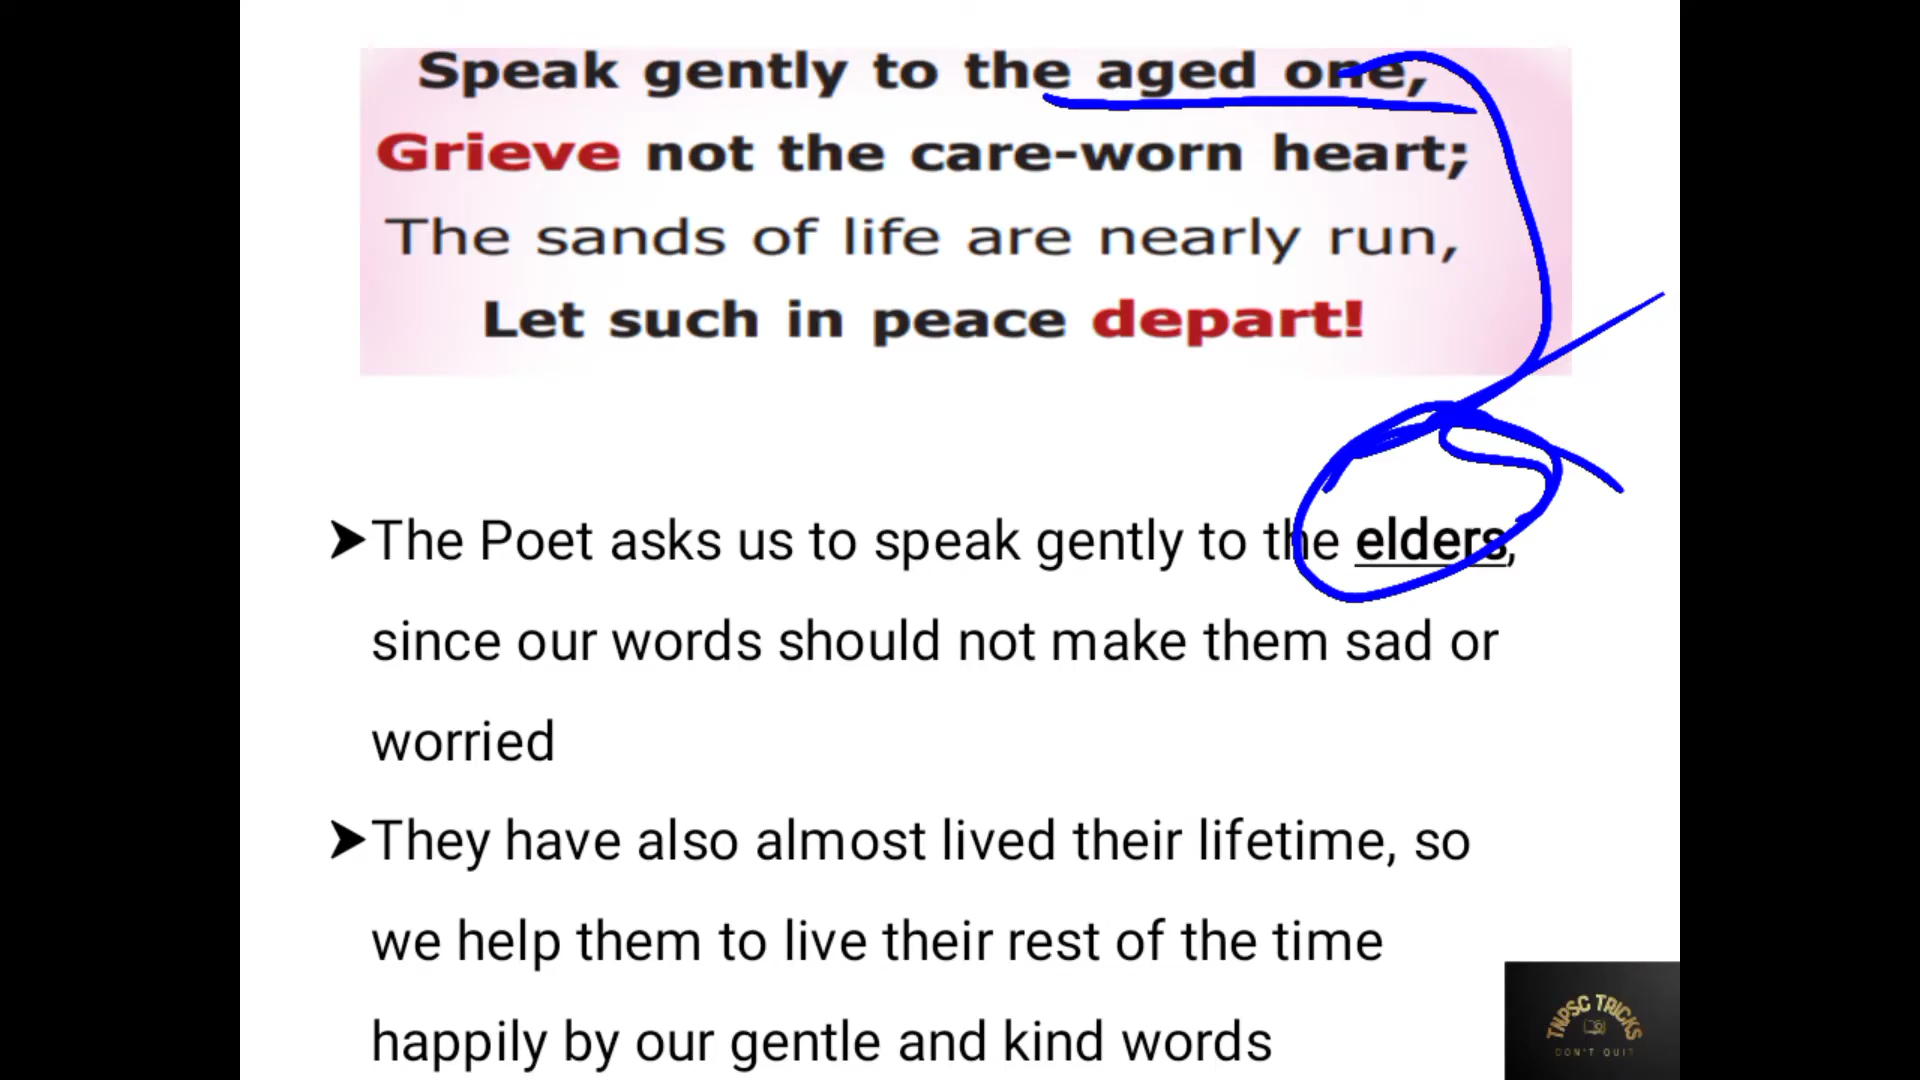 Speak gently to the aged one,
Grieve not the care-worn heart;
The sands of life are nearly run,
Let such in peace depart!
➤The Poet asks us to speak gently to the elders,
since our words should not make them sad or
worried
➤They have also almost lived their lifetime, so
we help them to live their rest of the time
happily by our gentle and kind words
TNPSC TRICKS
DON'T QUIT